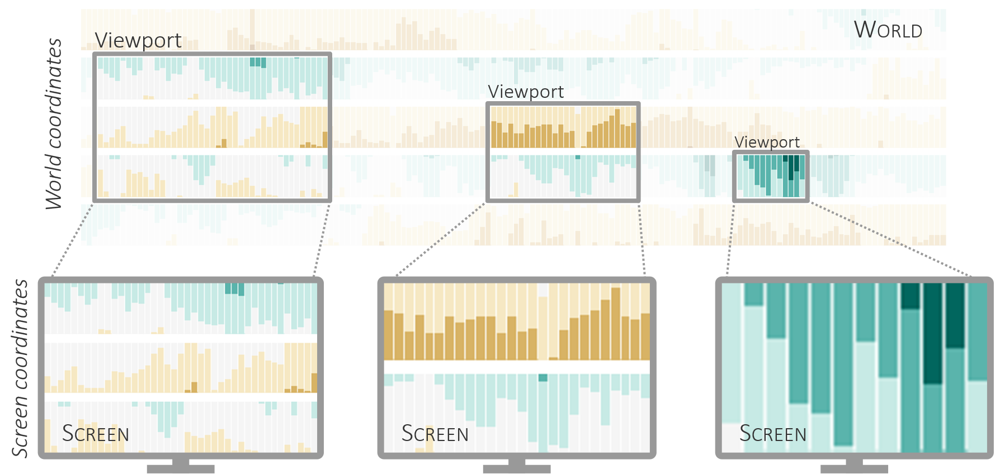 WORLD
Viewport
Viewport
Viewport
World coordinates
Screen coordinates
SCREEN
SCREEN
SCREEN